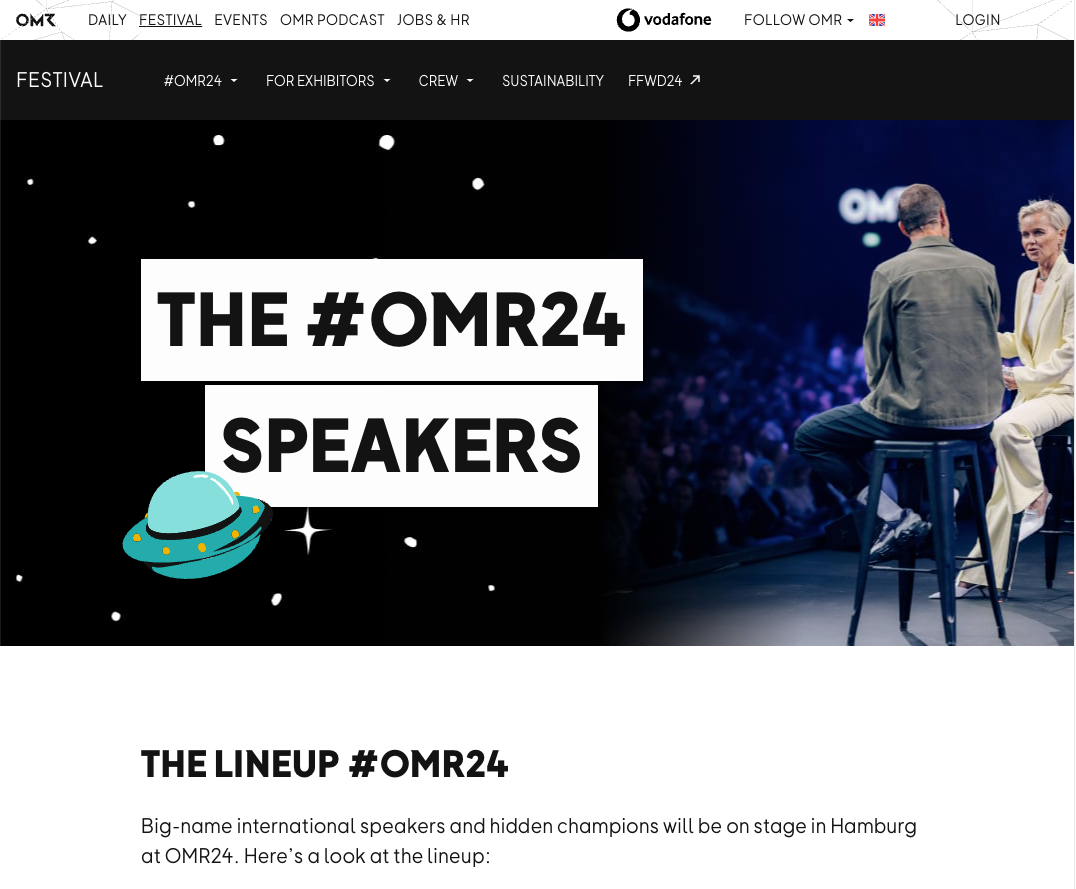 OMR DAILY FESTIVAL EVENTS OMR PODCAST JOBS & HR vodafone FOLLOW OMR LOGIN
FESTIVAL #OMR24 FOR EXHIBITORS CREW SUSTAINABILITY FFWD24
OMR
THE #OMR24
SPEAKERS
THE LINEUP #OMR24
Big-name international speakers and hidden champions will be on stage in Hamburg
at OMR24. Here's a look at the lineup: